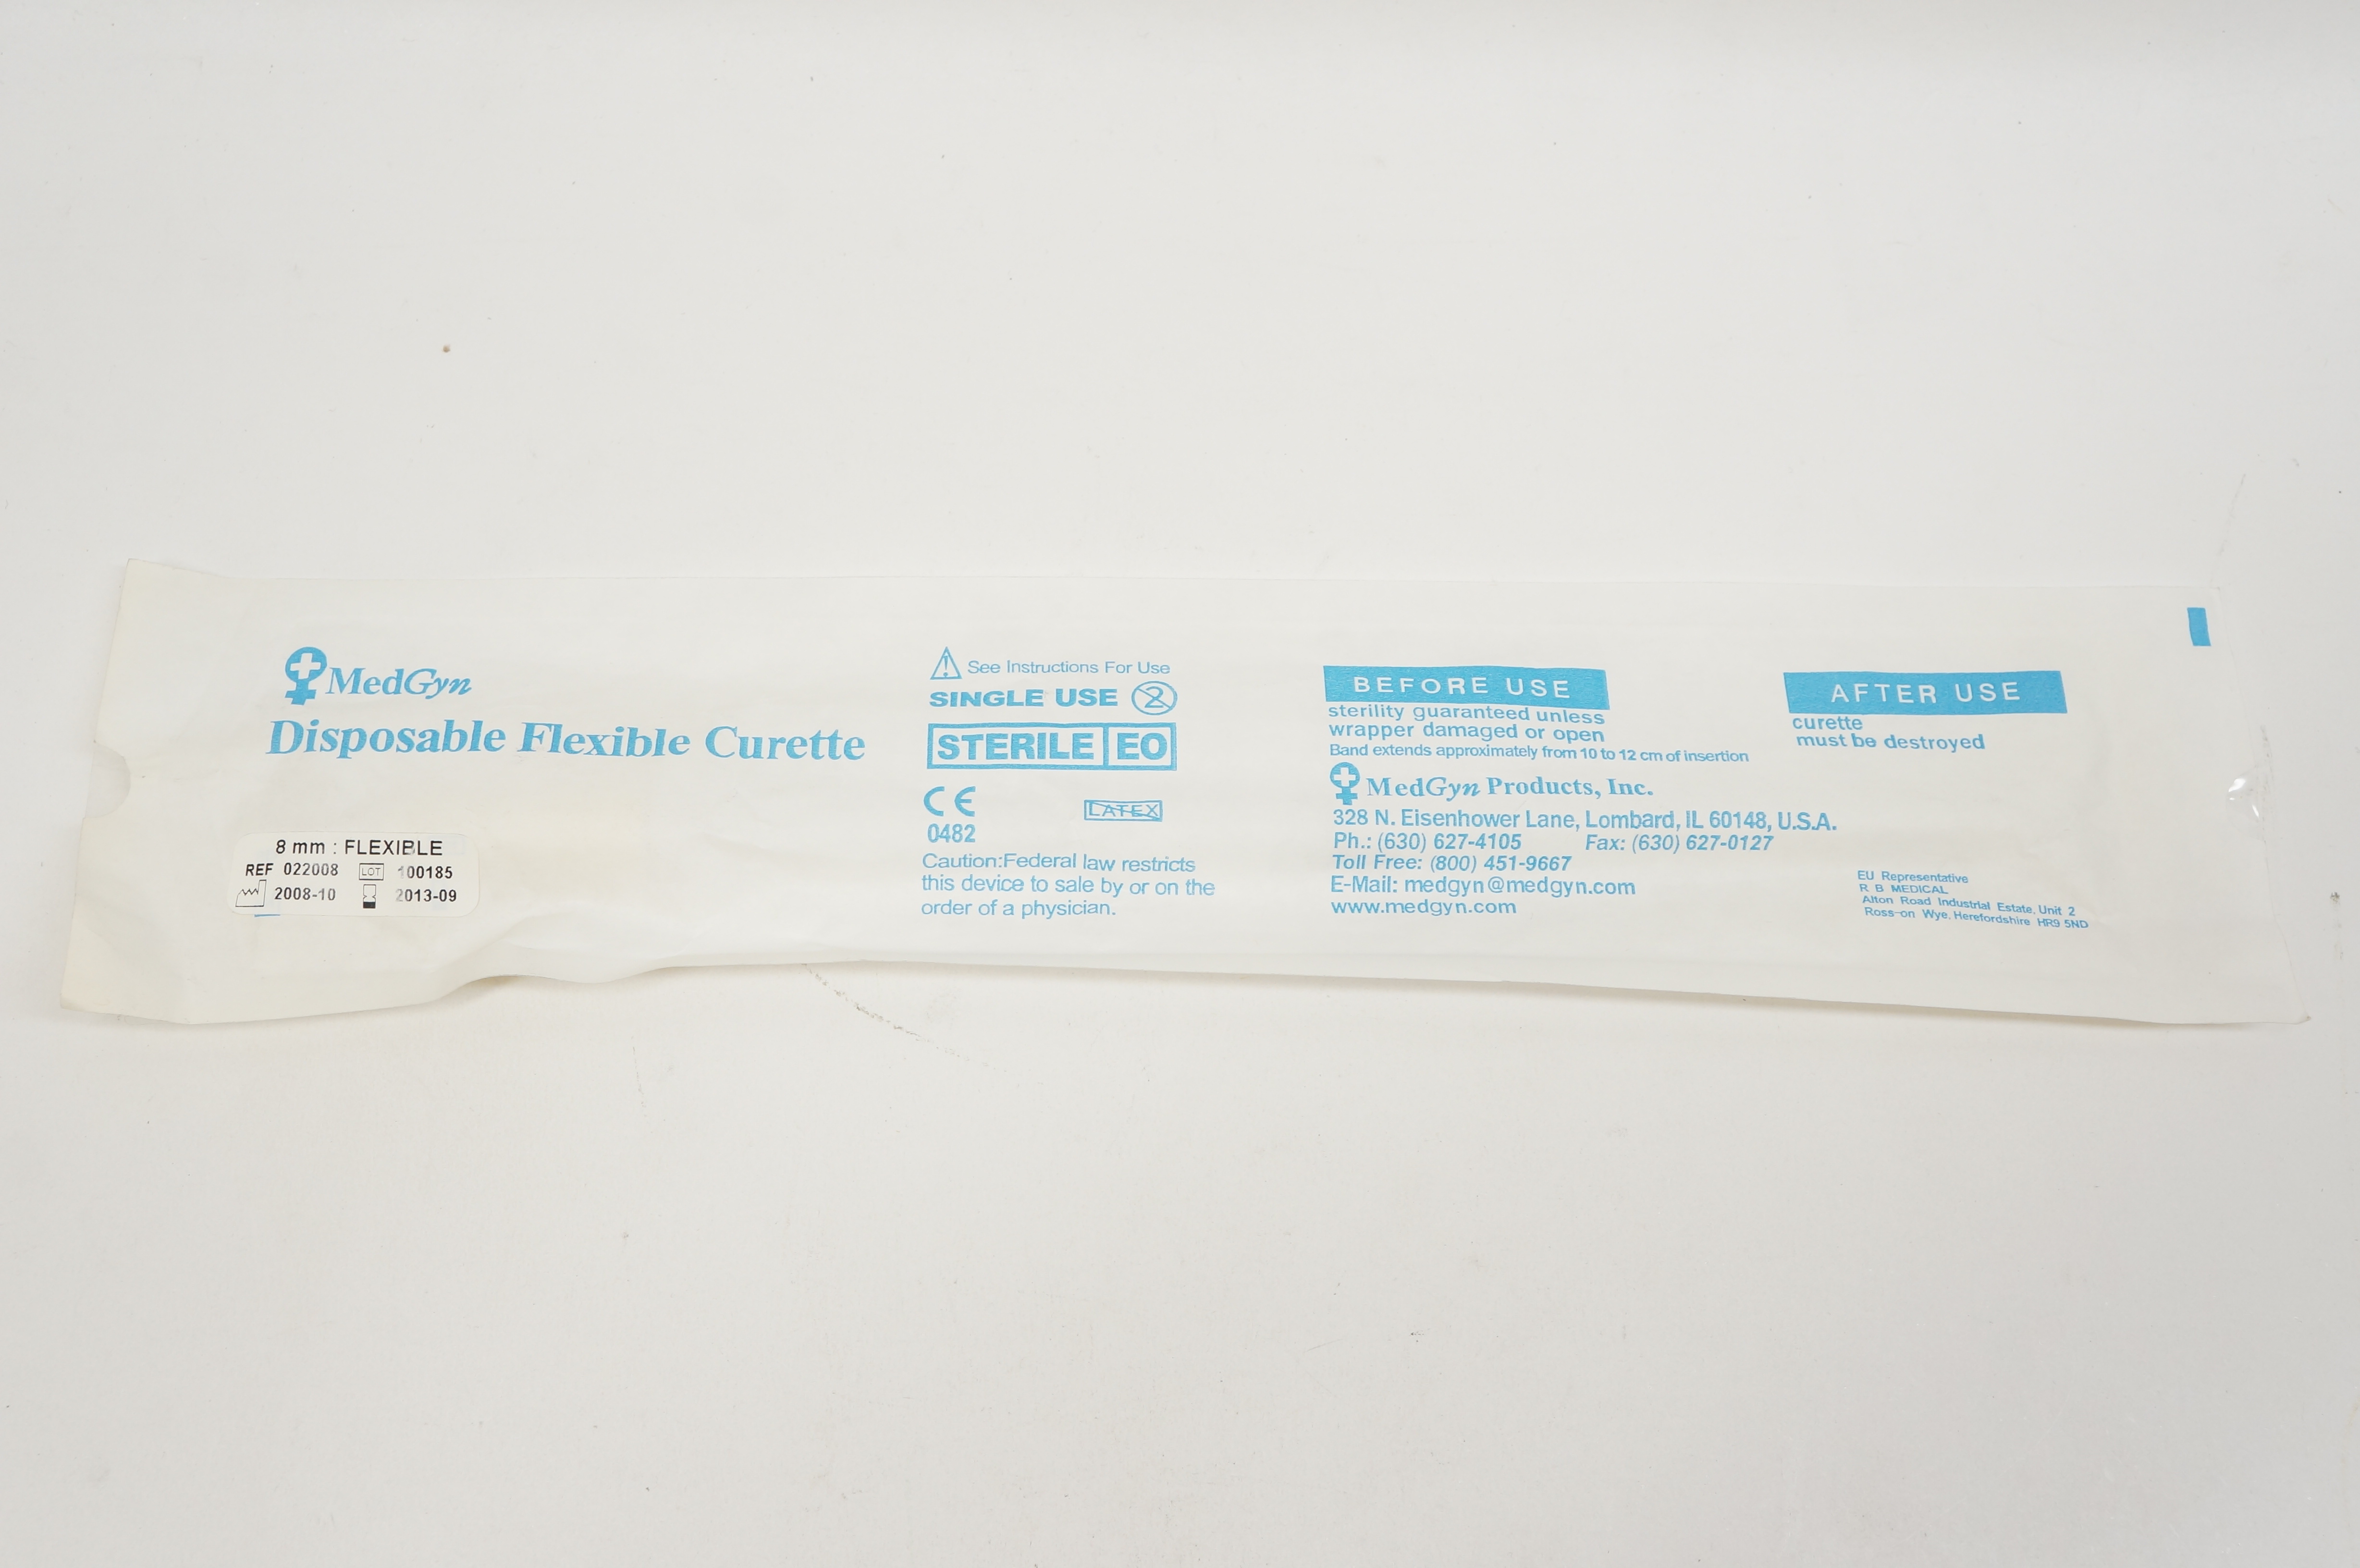 MedGyn
Disposable Flexible Curette
8 mm : FLEXIBLE
REF 022008 LOT 100185
2008-10 2013-09
See Instructions For Use
SINGLE USE 2
STERILE EO
CE
0482
LATEX
Caution:Federal law restricts
this device to sale by or on the
order of a physician.
BEFORE USE
sterility guaranteed unless
wrapper damaged or open
Band extends approximately from 10 to 12 cm of insertion
MedGyn Products, Inc.
328 N. Eisenhower Lane, Lombard, IL 60148, U.S.A.
Ph.: (630) 627-4105 Fax: (630) 627-0127
Toll Free: (800) 451-9667
E-Mail: medgyn@medgyn.com
www.medgyn.com
AFTER USE
curette
must be destroyed
EU Representative
R B MEDICAL
Alton Road Industrial Estate, Unit 2
Ross-on Wye, Herefordshire HR9 5ND